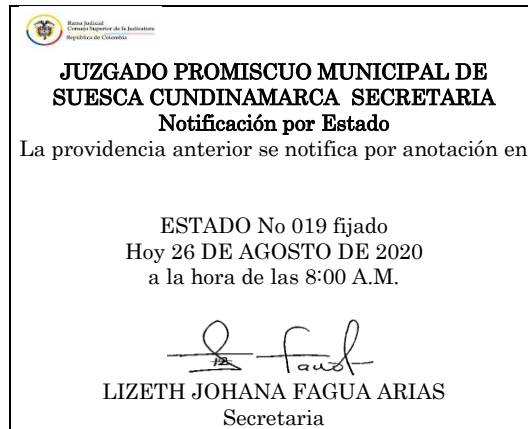 Rama Judicial
Consejo Superior de la Judicatura
República de Colombia
JUZGADO PROMISCUO MUNICIPAL DE
SUESCA CUNDINAMARCA SECRETARIA
Notificación por Estado
La providencia anterior se notifica por anotación en
ESTADO No 019 fijado
Hoy 26 DE AGOSTO DE 2020
a la hora de las 8:00 A.M.
LIZETH JOHANA FAGUA ARIAS
Secretaria